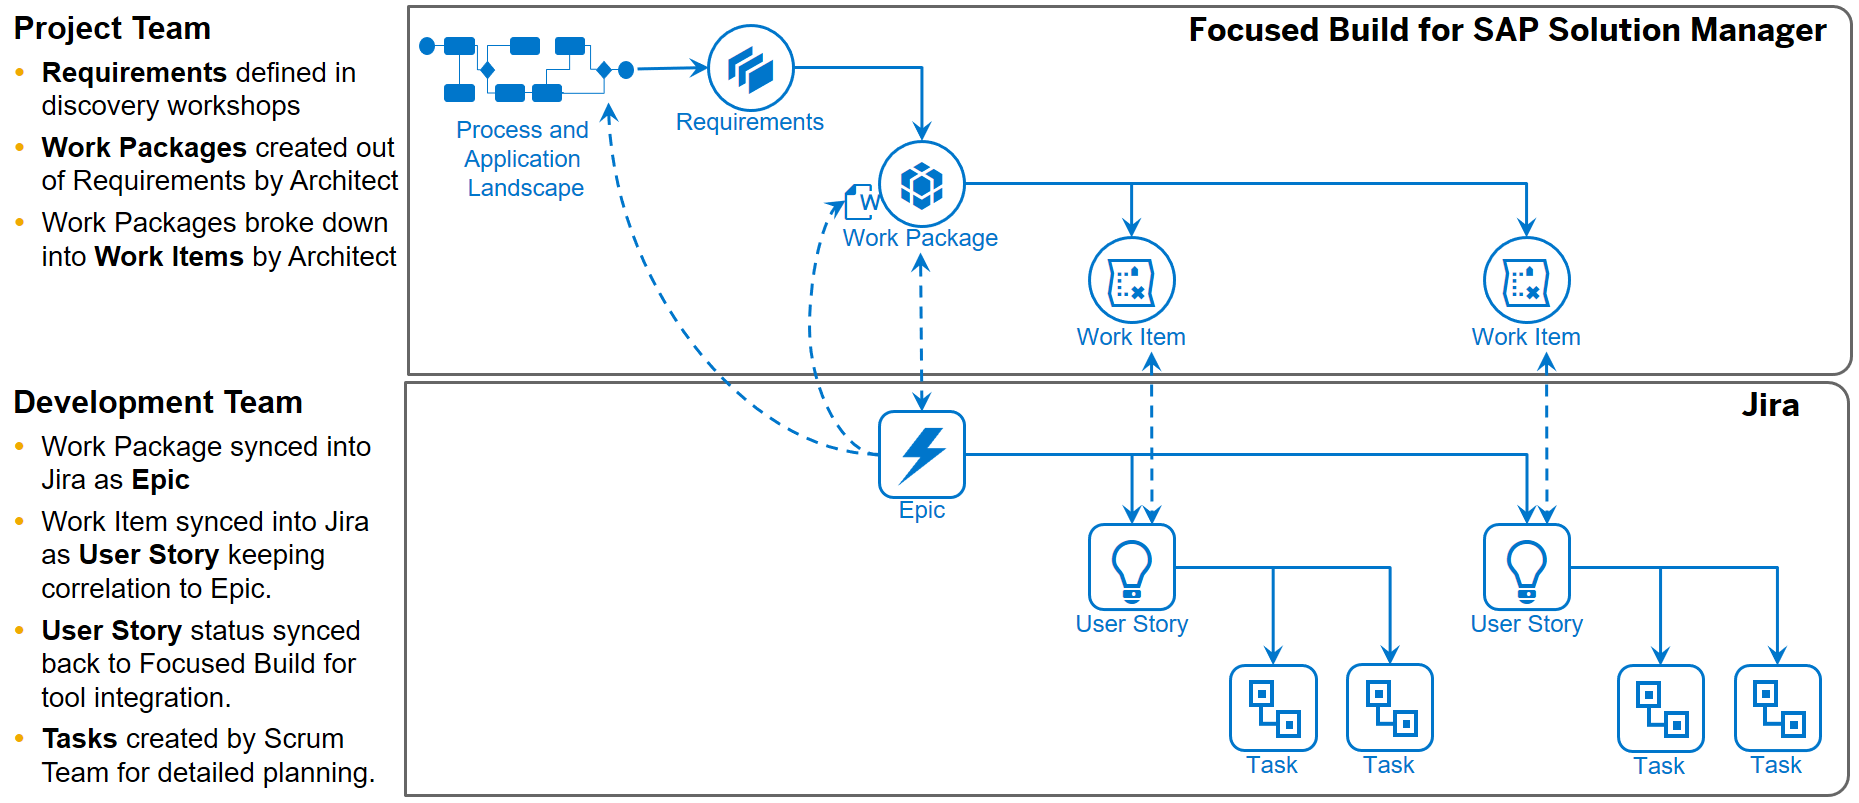 Project Team
• Requirements defined in
discovery workshops
• Work Packages created out
of Requirements by Architect
• Work Packages broke down
into Work Items by Architect
Development Team
• Work Package synced into
Jira as Epic
• Work Item synced into Jira
as User Story keeping
correlation to Epic.
• User Story status synced
back to Focused Build for
tool integration.
• Tasks created by Scrum
Team for detailed planning.
Focused Build for SAP Solution Manager
Process and
Application
Landscape
Requirements
W
Work Package
Work Item
Work Item
Jira
Epic
User Story
User Story
Task
Task
Task
Task